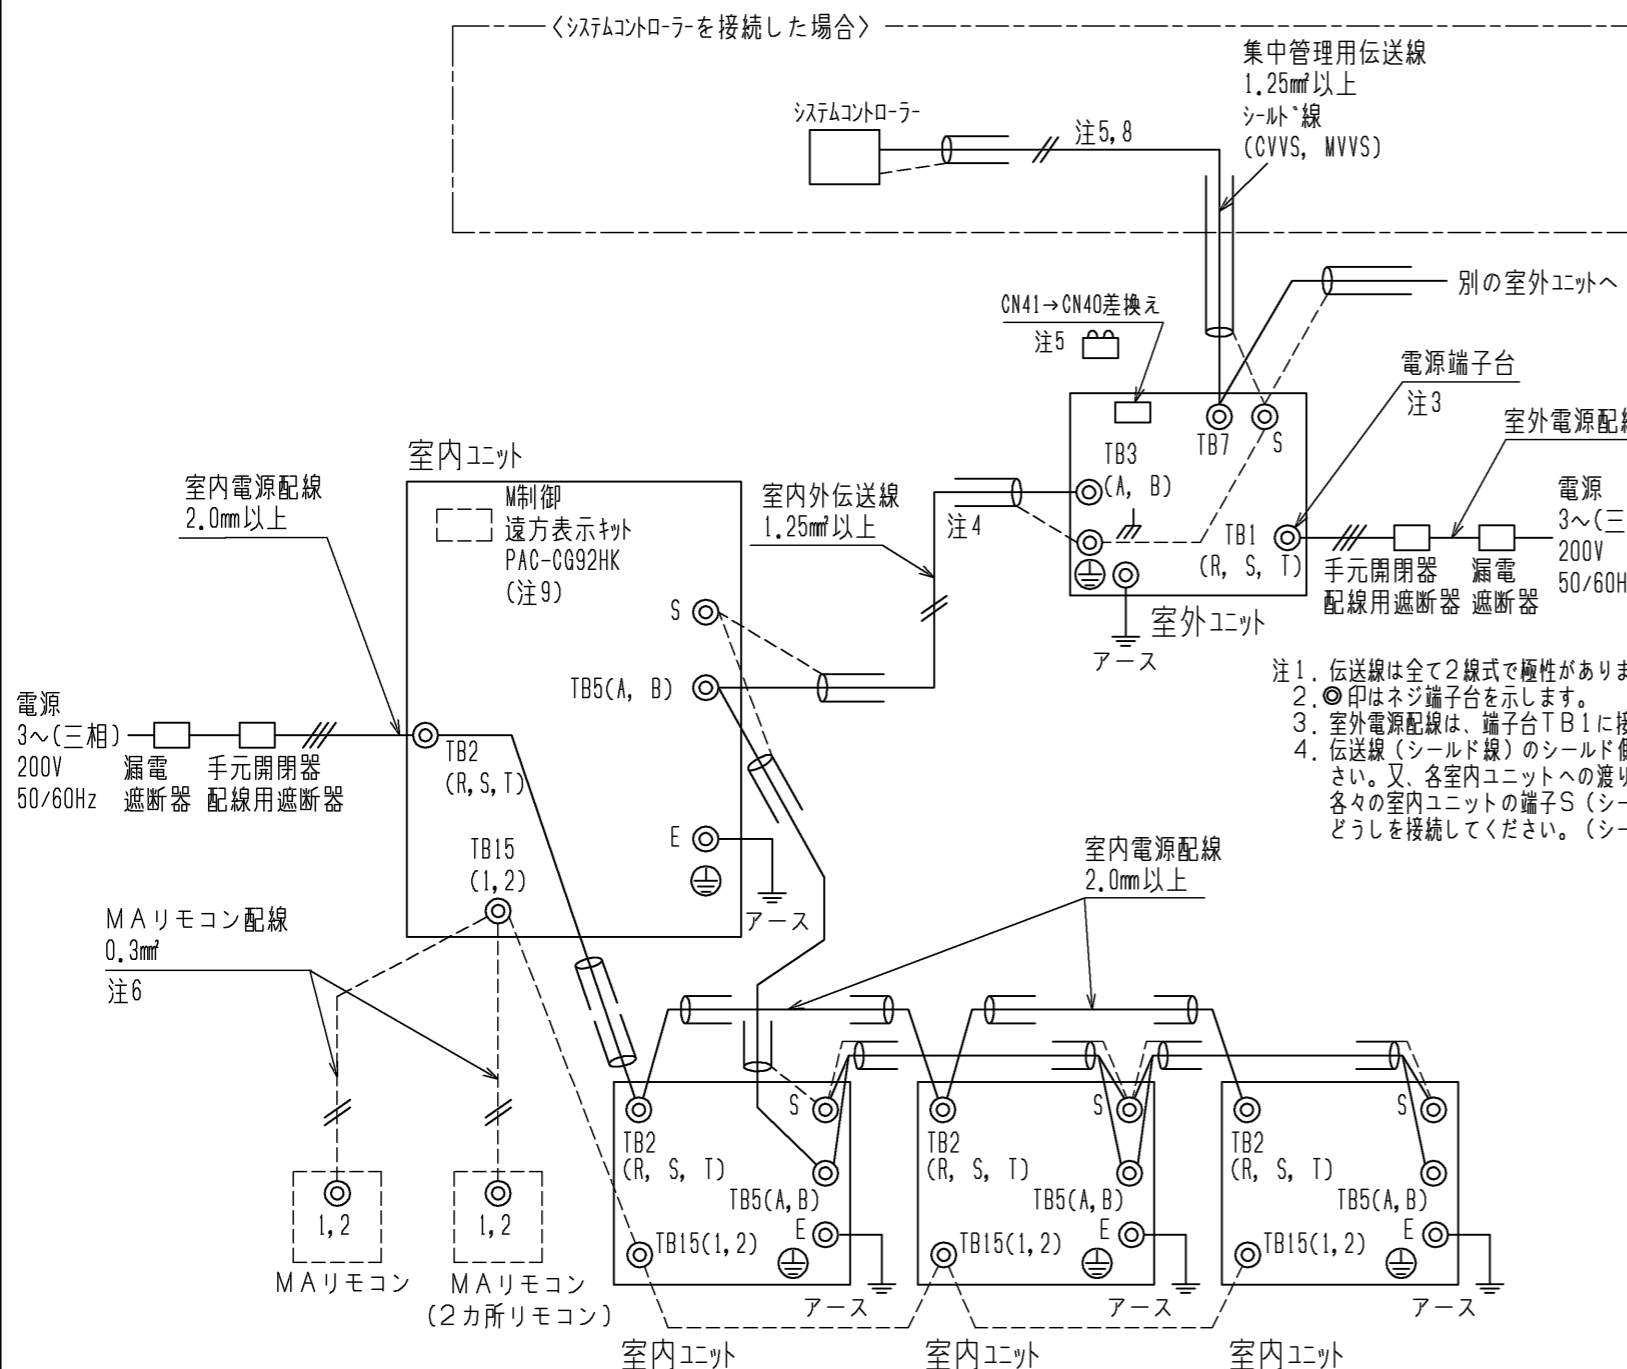 〈システムコントローラーを接続した場合〉
集中管理用伝送線
1.25㎟以上
シールド線
(CVVS, MVVS)
システムコントローラー
注5,8
別の室外ユニットへ
CN41→CN40差換え
注5
電源端子台
注3
室外電源配線
TB7
S
TB3
(A, B)
TB1
(R, S, T)
電源
3〜(三
200V
50/60H
手元開閉器
配線用遮断器
漏電
遮断器
室外ユニット
アース
室内ユニット
室内電源配線
2.0mm以上
M制御
遠方表示キット
PAC-CG92HK
(注9)
室内外伝送線
1.25㎟以上
注4
S
TB5(A, B)
電源
3〜(三相)
200V
50/60Hz
漏電
遮断器
手元開閉器
配線用遮断器
TB2
(R,S,T)
E
アース
TB15
(1,2)
注1. 伝送線は全て2線式で極性がありま
2. ◎印はネジ端子台を示します。
3. 室外電源配線は、端子台TB1に接
4. 伝送線（シールド線）のシールド側
さい。又、各室内ユニットへの渡り
各々の室内ユニットの端子S（シー
どうしを接続してください。（シー
MAリモコン配線
0.3㎟
注6
室内電源配線
2.0mm以上
1,2
MAリモコン
1,2
MAリモコン
(2カ所リモコン)
S
TB2
(R, S, T)
TB5(A,B)
E
TB15(1,2)
アース
室内ユニット
S
TB2
(R, S, T)
TB5(A,B)
E
TB15(1,2)
アース
室内ユニット
S
TB2
(R, S, T)
TB5(A,B)
E
TB15(1,2)
アース
室内ユニット